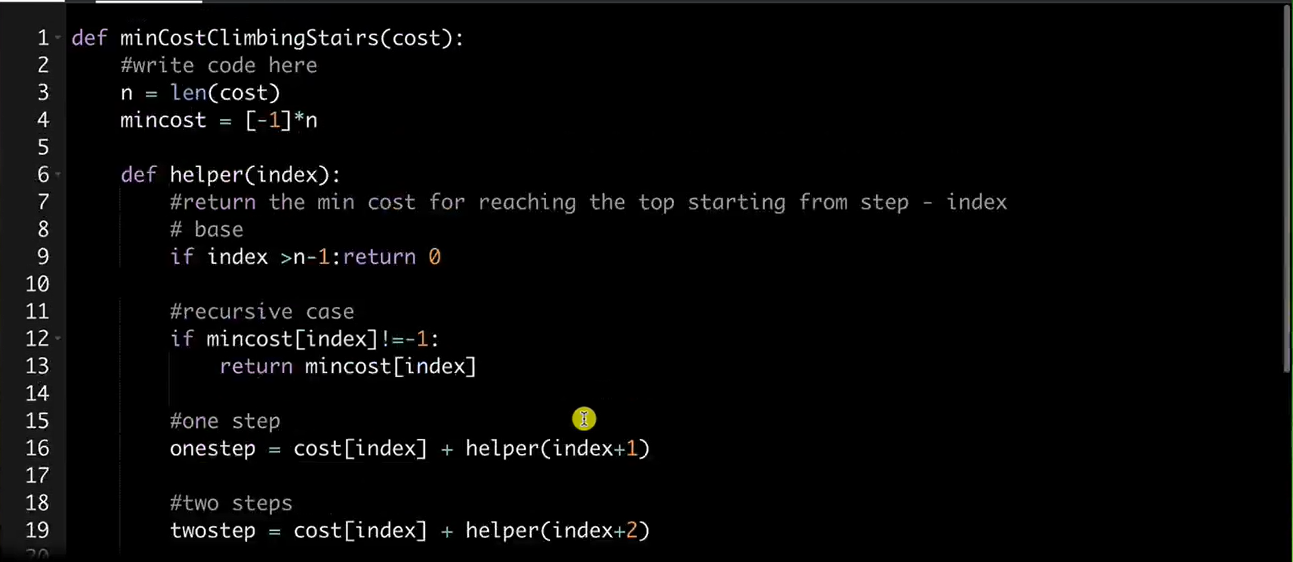 1 def minCostClimbingStairs(cost):
2 #write code here
3 n = len(cost)
4 mincost = [-1]*n
5
6 def helper(index):
7 #return the min cost for reaching the top starting from step - index
8 # base
9 if index >n-1:return 0
10
11 #recursive case
12 if mincost[index]!=-1:
13 return mincost[index]
14
15 #one step
16 onestep = cost[index] + helper(index+1)
17
18 #two steps
19 twostep = cost[index] + helper(index+2)
20